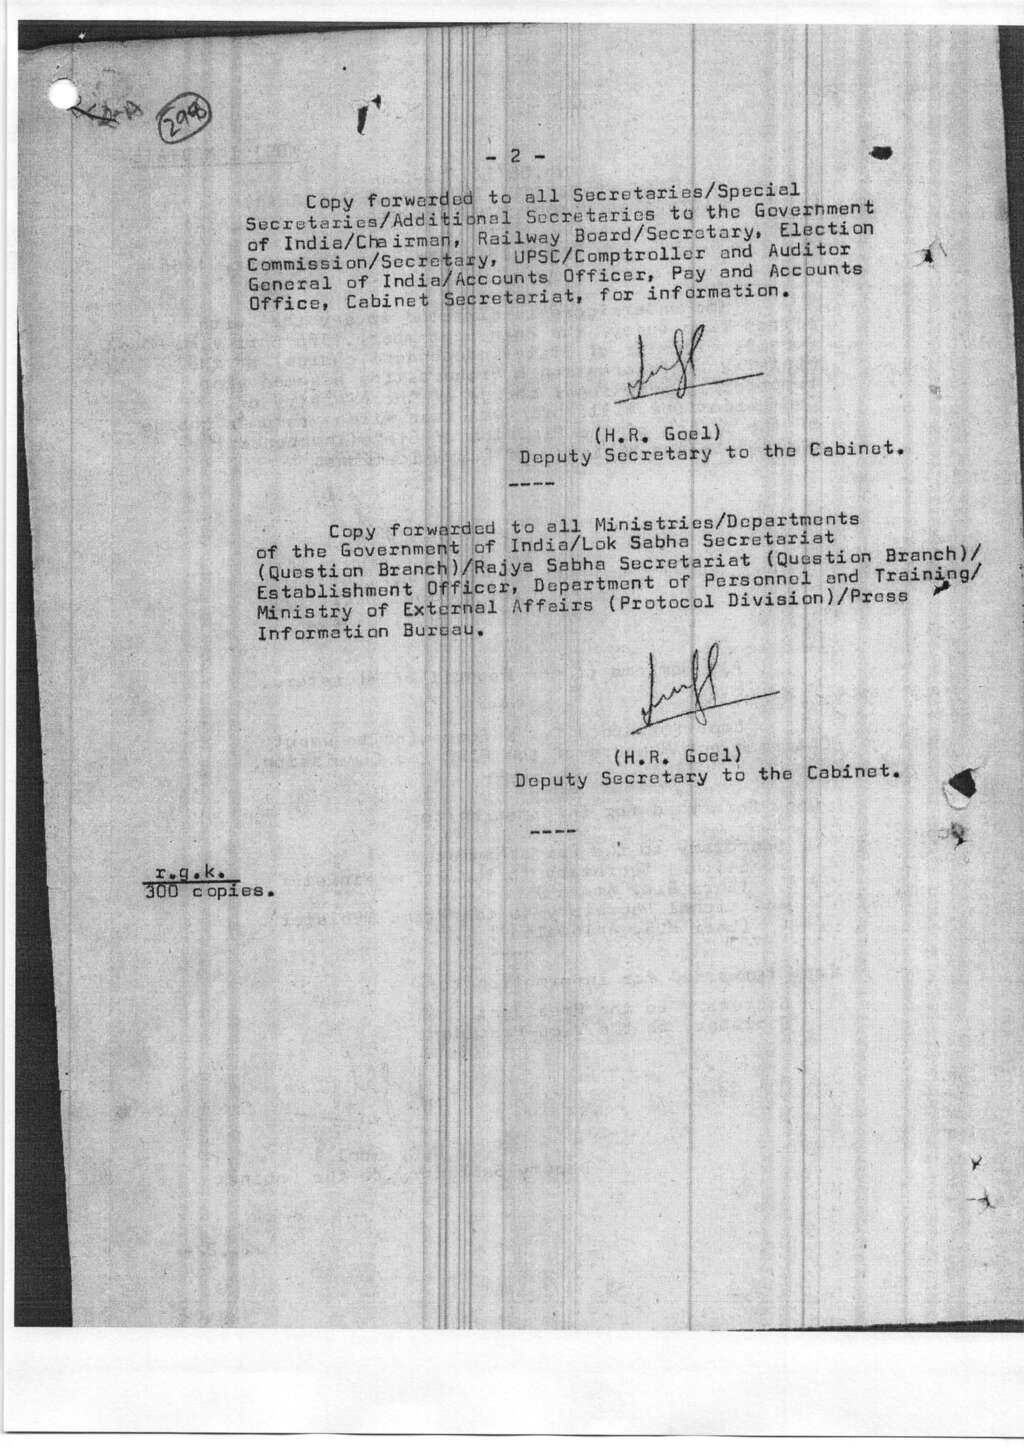 298
- 2 -
Copy forwarded to all Secretaries/Special
Secretaries/Additional Secretaries to the Government
of India/Chairman, Railway Board/Secretary, Election
Commission/Secretary, UPSC/Comptroller and Auditor
General of India/Accounts Officer, Pay and Accounts
Office, Cabinet Secretariat, for information.
(H.R. Goel)
Deputy Secretary to the Cabinet.
----
Copy forwarded to all Ministries/Departments
of the Government of India/Lok Sabha Secretariat
(Question Branch)/Rajya Sabha Secretariat (Question Branch)/
Establishment Officer, Department of Personnel and Training/
Ministry of External Affairs (Protocol Division)/Press
Information Bureau.
(H.R. Goel)
Deputy Secretary to the Cabinet.
----
r.g.k.
300 copies.